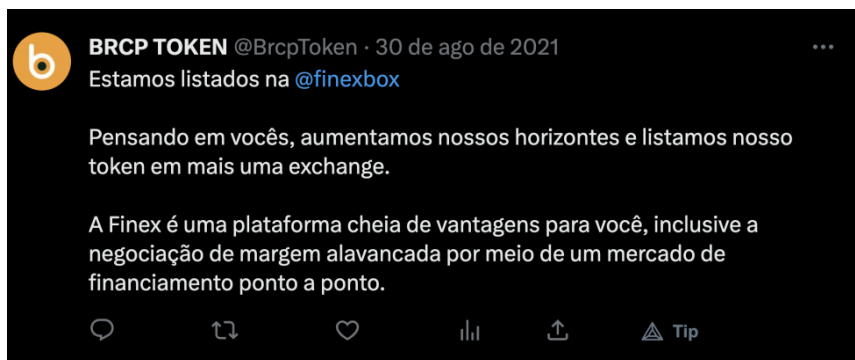 BRCP TOKEN @BrcpToken · 30 de ago de 2021
Estamos listados na @finexbox
Pensando em vocês, aumentamos nossos horizontes e listamos nosso
token em mais uma exchange.
A Finex é uma plataforma cheia de vantagens para você, inclusive a
negociação de margem alavancada por meio de um mercado de
financiamento ponto a ponto.
Tip